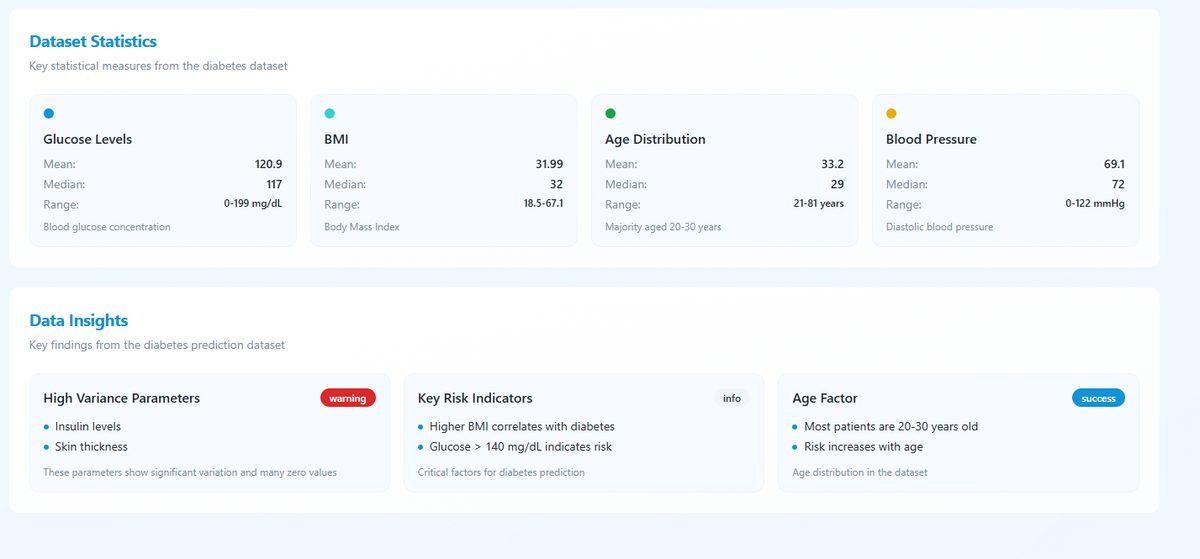 Dataset Statistics
Key statistical measures from the diabetes dataset
Glucose Levels
Mean: 120.9
Median: 117
Range: 0-199 mg/dL
Blood glucose concentration
BMI
Mean: 31.99
Median: 32
Range: 18.5-67.1
Body Mass Index
Age Distribution
Mean: 33.2
Median: 29
Range: 21-81 years
Majority aged 20-30 years
Blood Pressure
Mean: 69.1
Median: 72
Range: 0-122 mmHg
Diastolic blood pressure
Data Insights
Key findings from the diabetes prediction dataset
High Variance Parameters warning
Insulin levels
Skin thickness
These parameters show significant variation and many zero values
Key Risk Indicators info
Higher BMI correlates with diabetes
Glucose > 140 mg/dL indicates risk
Critical factors for diabetes prediction
Age Factor success
Most patients are 20-30 years old
Risk increases with age
Age distribution in the dataset